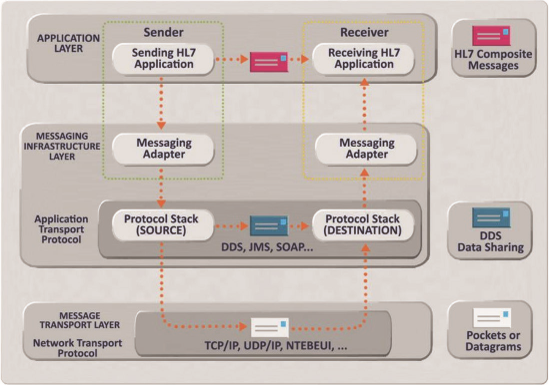 Sender
Receiver
APPLICATION
LAYER
Sending HL7
Application
Receiving HL7
Application
HL7 Composite
Messages
MESSAGING
INFRASTRUCTURE
LAYER
Messaging
Adapter
Messaging
Adapter
Application
Transport
Protocol
Protocol Stack
(SOURCE)
Protocol Stack
(DESTINATION)
DDS, JMS, SOAP...
DDS
Data Sharing
MESSAGE
TRANSPORT LAYER
Network Transport
Protocol
TCP/IP, UDP/IP, NTEBEUI, ...
Pockets or
Datagrams